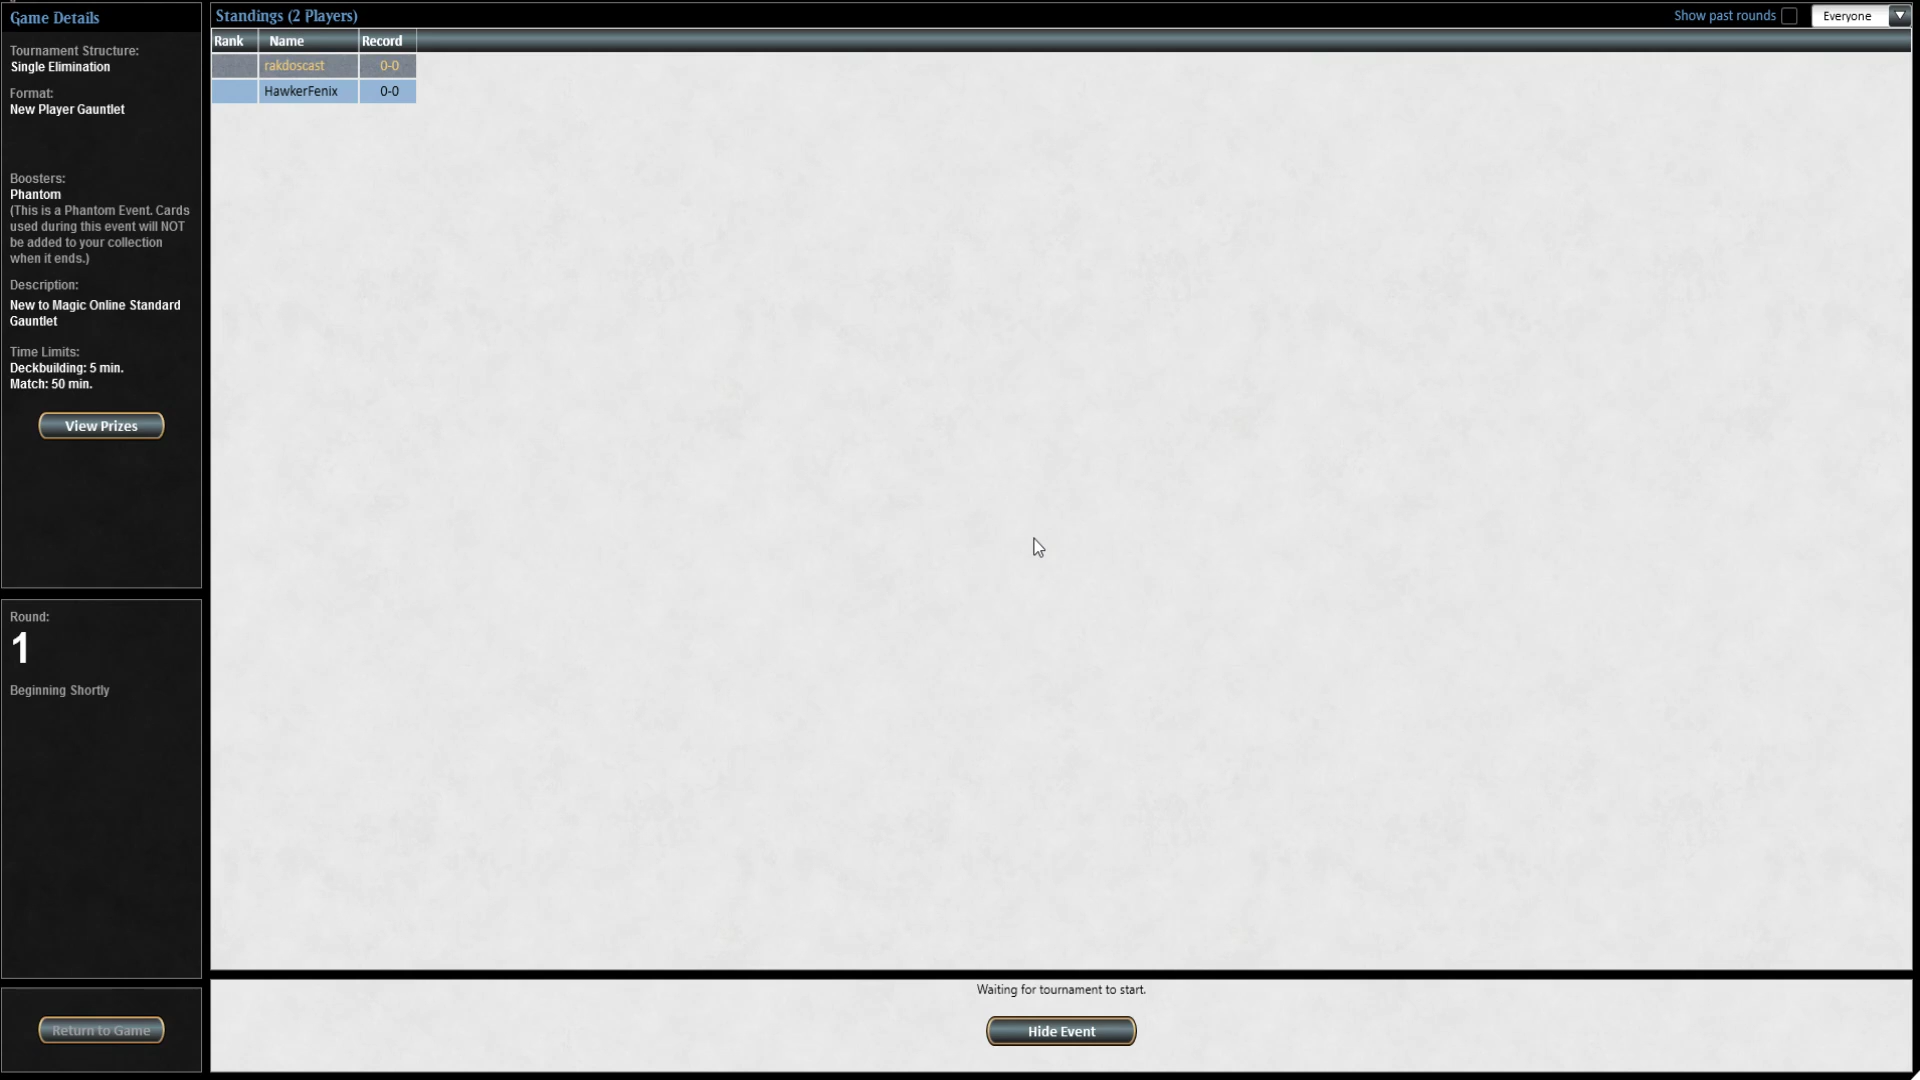 Game Details
Tournament Structure:
Single Elimination
Format:
New Player Gauntlet
Boosters:
Phantom
(This is a Phantom Event. Cards
used during this event will NOT
be added to your collection
when it ends.)
Description:
New to Magic Online Standard
Gauntlet
Time Limits:
Deckbuilding: 5 min.
Match: 50 min.
View Prizes
Round:
1
Beginning Shortly
Return to Game
Standings (2 Players)
Show past rounds
Everyone
Rank Name Record
rakdoscast 0-0
HawkerFenix 0-0
Waiting for tournament to start.
Hide Event